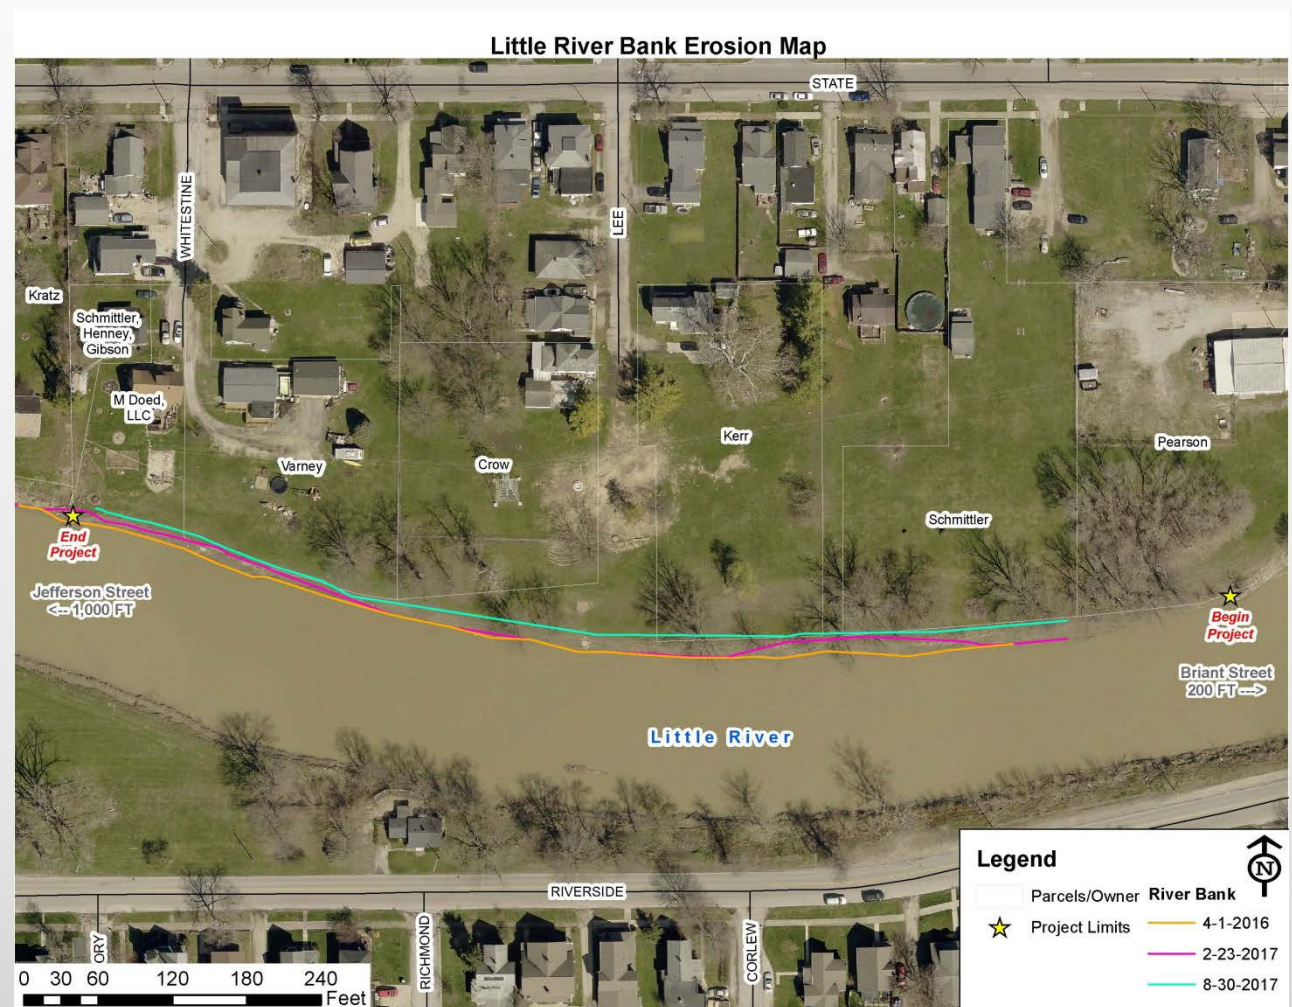 Little River Bank Erosion Map
STATE
WHITESTINE
LEE
Kratz
Schmittler,
Henney,
Gibson
M Doed,
LLC
Varney
Crow
Kerr
Pearson
Schmittler
End
Project
Jefferson Street
<-- 1,000 FT
Begin
Project
Briant Street
200 FT --->
Little River
RIVERSIDE
ORY
RICHMOND
CORLEW
Legend
N
Parcels/Owner
Project Limits
River Bank
4-1-2016
2-23-2017
8-30-2017
0 30 60 120 180 240
Feet